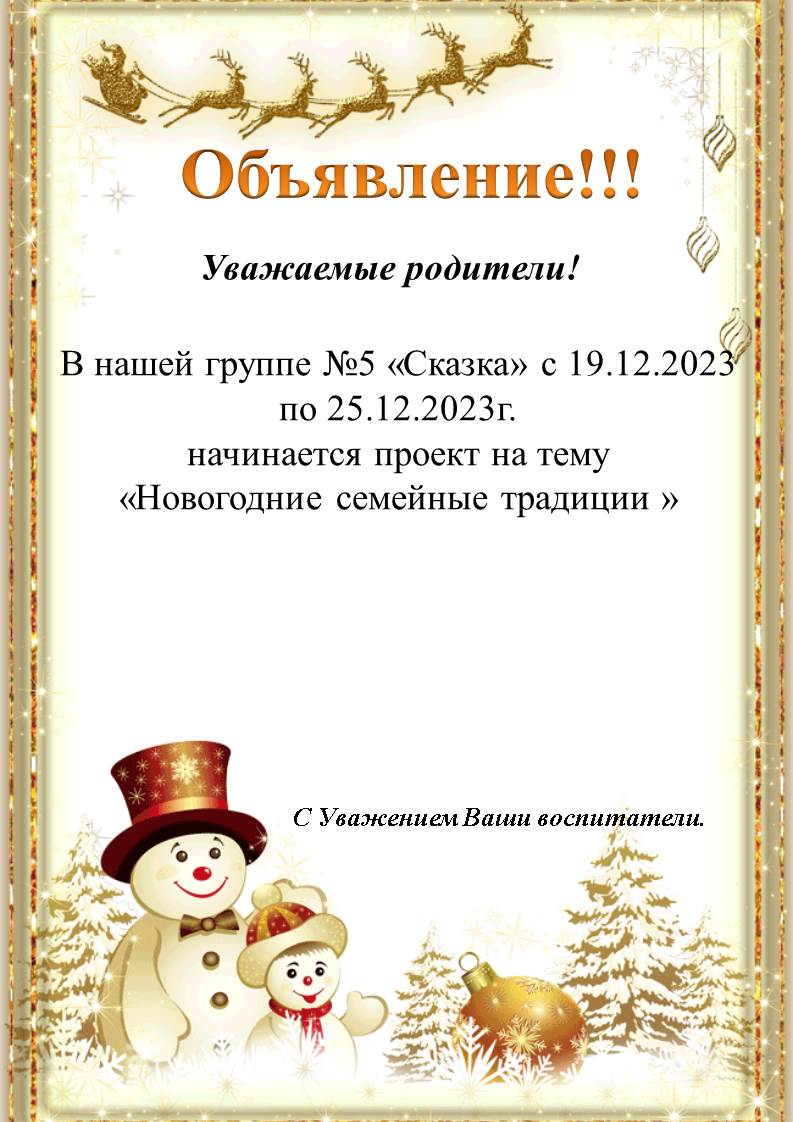 Объявление!!!
Уважаемые родители!
В нашей группе №5 «Сказка» с 19.12.2023
по 25.12.2023г.
начинается проект на тему
«Новогодние семейные традиции »
С Уважением Ваши воспитатели.